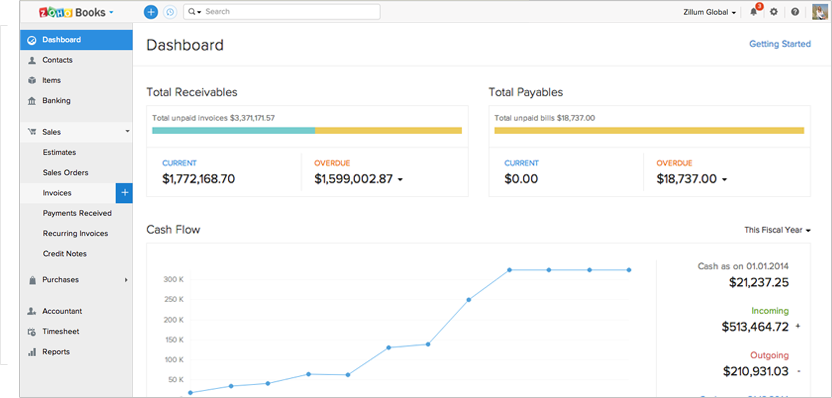 ZOHO Books
Search
Zillum Global
3
Dashboard
Contacts
Items
Banking
Sales
Estimates
Sales Orders
Invoices
Payments Received
Recurring Invoices
Credit Notes
Purchases
Accountant
Timesheet
Reports
Dashboard
Getting Started
Total Receivables
Total unpaid invoices $3,371,171.57
CURRENT
$1,772,168.70
OVERDUE
$1,599,002.87
Total Payables
Total unpaid bills $18,737.00
CURRENT
$0.00
OVERDUE
$18,737.00
Cash Flow
This Fiscal Year
300 K
250 K
200 K
150 K
100 K
50 K
Cash as on 01.01.2014
$21,237.25
Incoming
$513,464.72 +
Outgoing
$210,931.03 -